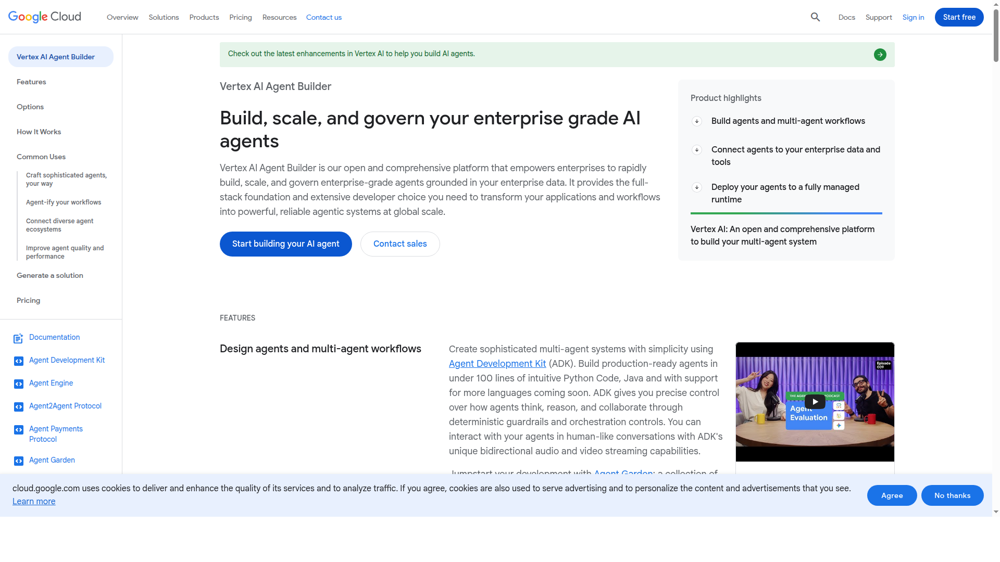 Google Cloud
Overview
Solutions
Products
Pricing
Resources
Contact us
Docs
Support
Sign in
Start free
Vertex AI Agent Builder
Features
Options
How It Works
Common Uses
Craft sophisticated agents,
your way
Agent-ify your workflows
Connect diverse agent
ecosystems
Improve agent quality and
performance
Generate a solution
Pricing
Documentation
Agent Development Kit
Agent Engine
Agent2Agent Protocol
Agent Payments
Protocol
Agent Garden
Check out the latest enhancements in Vertex AI to help you build AI agents.
Vertex AI Agent Builder
Build, scale, and govern your enterprise grade AI
agents
Vertex AI Agent Builder is our open and comprehensive platform that empowers enterprises to rapidly
build, scale, and govern enterprise-grade agents grounded in your enterprise data. It provides the full-
stack foundation and extensive developer choice you need to transform your applications and workflows
into powerful, reliable agentic systems at global scale.
Start building your AI agent
Contact sales
Product highlights
Build agents and multi-agent workflows
Connect agents to your enterprise data and
tools
Deploy your agents to a fully managed
runtime
Vertex AI: An open and comprehensive platform
to build your multi-agent system
FEATURES
Design agents and multi-agent workflows
Create sophisticated multi-agent systems with simplicity using
Agent Development Kit (ADK). Build production-ready agents in
under 100 lines of intuitive Python Code, Java and with support
for more languages coming soon. ADK gives you precise control
over how agents think, reason, and collaborate through
deterministic guardrails and orchestration controls. You can
interact with your agents in human-like conversations with ADK's
unique bidirectional audio and video streaming capabilities.
Jumpstart your development with Agent Garden: a collection of
Episode
009
THE AGEN
PODCAST
Agent
Evaluation
cloud.google.com uses cookies to deliver and enhance the quality of its services and to analyze traffic. If you agree, cookies are also used to serve advertising and to personalize the content and advertisements that you see.
Learn more
Agree
No thanks